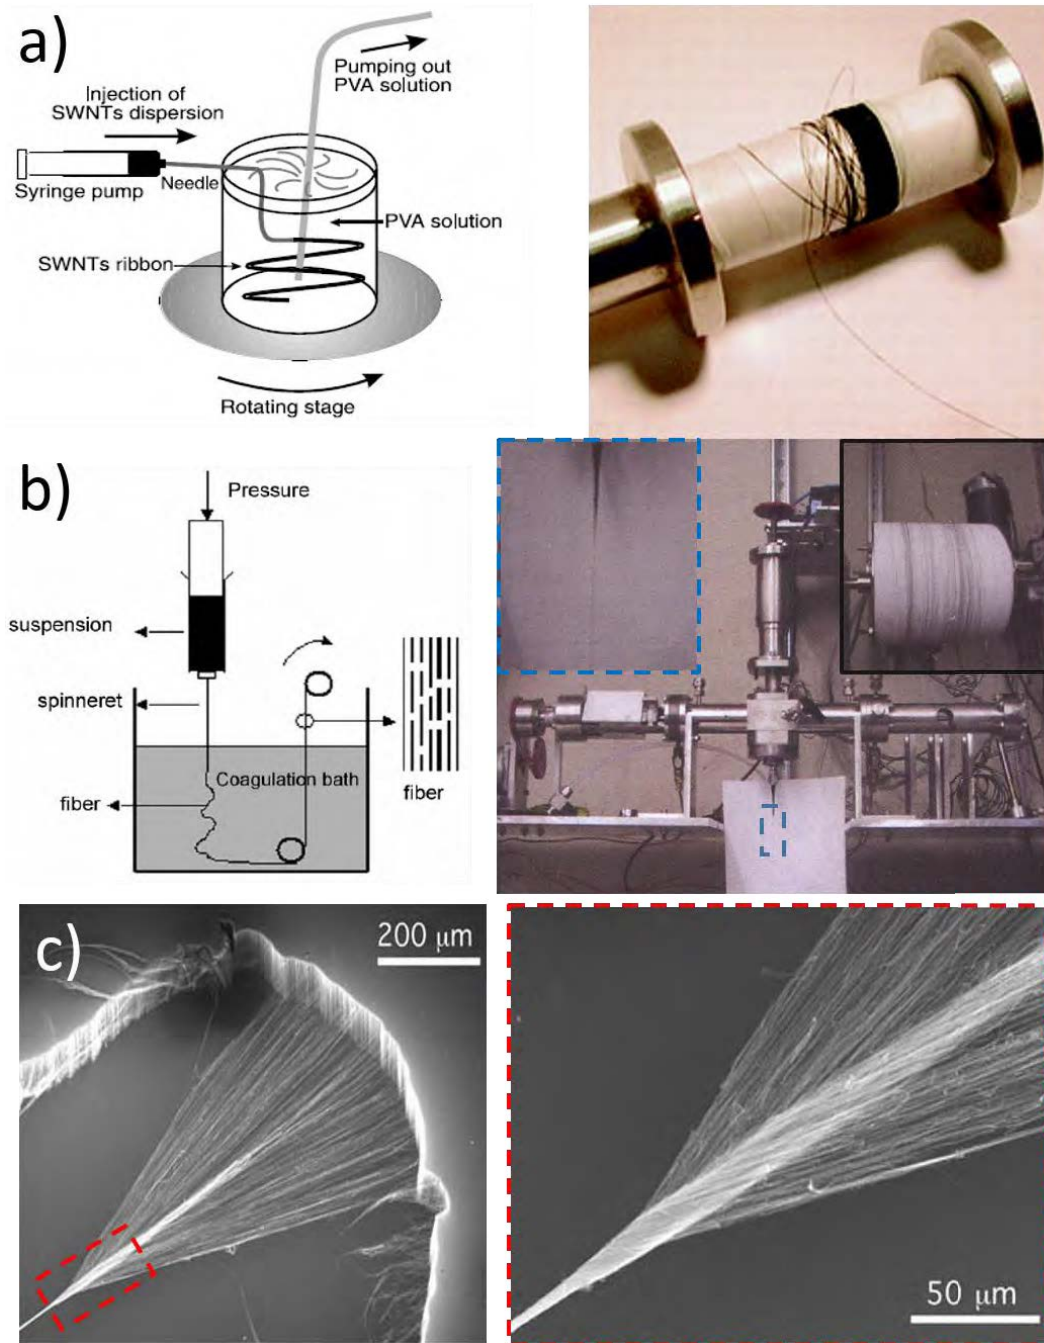 a)
Pumping out
PVA solution
Injection of
SWNTs dispersion
Syringe pump
Needle
PVA solution
SWNTs ribbon
Rotating stage
b)
Pressure
suspension
spinneret
Coagulation bath
fiber
fiber
c)
200 μm
50 μm